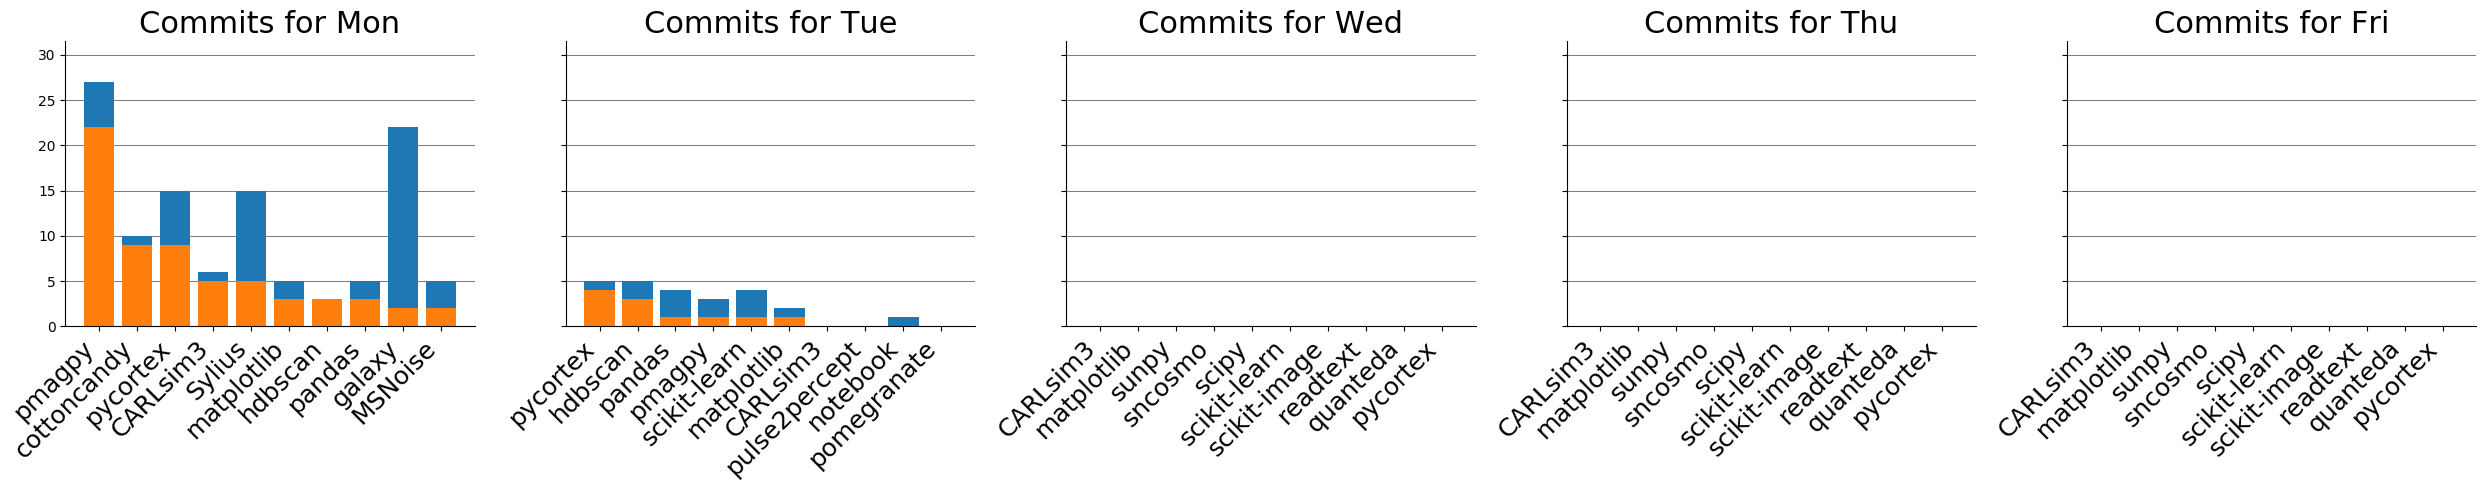 Commits for Mon
Commits for Tue
Commits for Wed
Commits for Thu
Commits for Fri
30
25
20
15
10
5
0
pmagpy
cottoncandy
pycortex
CARLsim3
Sylius
matplotlib
hdbscan
pandas
galaxy
MSNoise
pycortex
hdbscan
pandas
pmagpy
scikit-learn
matplotlib
CARLsim3
pulse2percept
notebook
pomegranate
CARLsim3
matplotlib
sunpy
sncosmo
scipy
scikit-learn
scikit-image
readtext
quanteda
pycortex
CARLsim3
matplotlib
sunpy
sncosmo
scipy
scikit-learn
scikit-image
readtext
quanteda
pycortex
CARLsim3
matplotlib
sunpy
sncosmo
scipy
scikit-learn
scikit-image
readtext
quanteda
pycortex